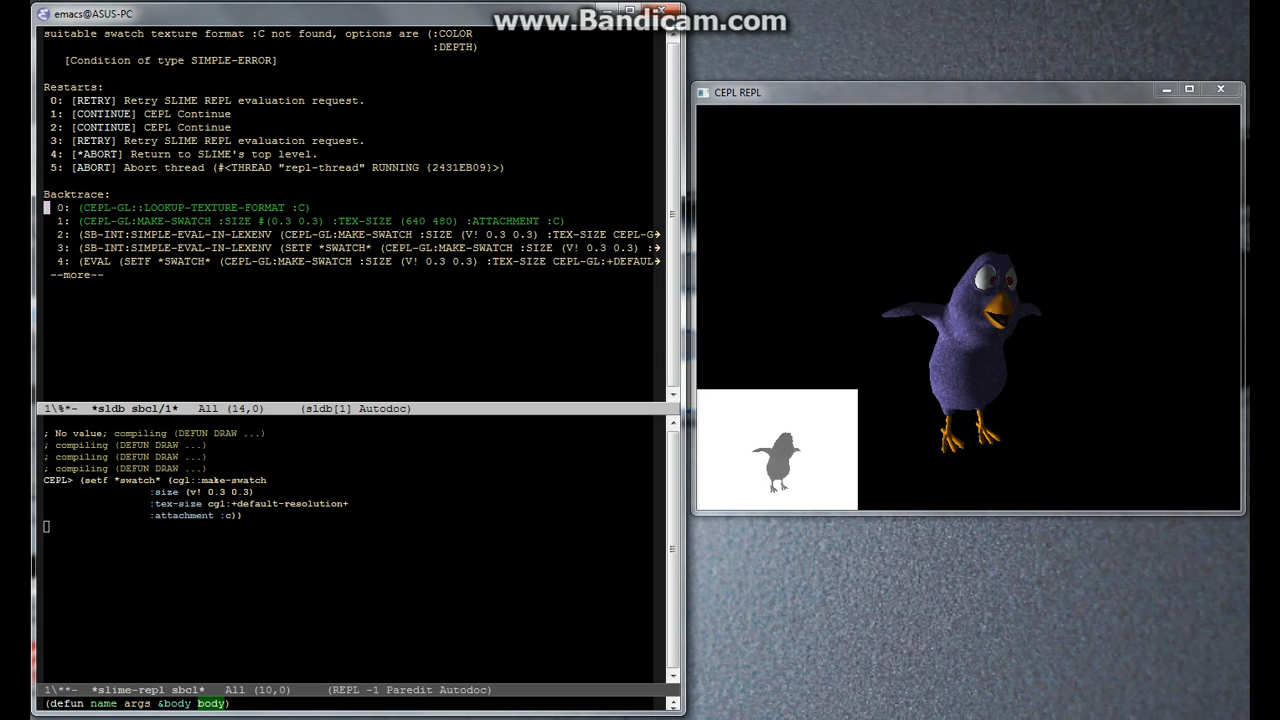 www.Bandicam.com
emacs@ASUS-PC
suitable swatch texture format :C not found, options are (:COLOR
:DEPTH)
[Condition of type SIMPLE-ERROR]
Restarts:
0: [RETRY] Retry SLIME REPL evaluation request.
1: [CONTINUE] CEPL Continue
2: [CONTINUE] CEPL Continue
3: [RETRY] Retry SLIME REPL evaluation request.
4: [*ABORT] Return to SLIME's top level.
5: [ABORT] Abort thread (#<THREAD "repl-thread" RUNNING {2431EB09}>)
Backtrace:
0: (CEPL-GL::LOOKUP-TEXTURE-FORMAT :C)
1: (CEPL-GL:MAKE-SWATCH :SIZE #(0.3 0.3) :TEX-SIZE (640 480) :ATTACHMENT :C)
2: (SB-INT:SIMPLE-EVAL-IN-LEXENV (CEPL-GL:MAKE-SWATCH :SIZE (V! 0.3 0.3) :TEX-SIZE CEPL-G
3: (SB-INT:SIMPLE-EVAL-IN-LEXENV (SETF *SWATCH* (CEPL-GL:MAKE-SWATCH :SIZE (V! 0.3 0.3) :
4: (EVAL (SETF *SWATCH* (CEPL-GL:MAKE-SWATCH :SIZE (V! 0.3 0.3) :TEX-SIZE CEPL-GL:+DEFAUL
--more--
1\%*- *sldb sbcl/1* All (14,0) (sldb[1] Autodoc)
; No value; compiling (DEFUN DRAW ...)
; compiling (DEFUN DRAW ...)
; compiling (DEFUN DRAW ...)
; compiling (DEFUN DRAW ...)
CEPL> (setf *swatch* (cgl::make-swatch
:size (v! 0.3 0.3)
:tex-size cgl:+default-resolution+
:attachment :c))
1\**- *slime-repl sbcl* All (10,0) (REPL -1 Paredit Autodoc)
(defun name args &body body)
CEPL REPL